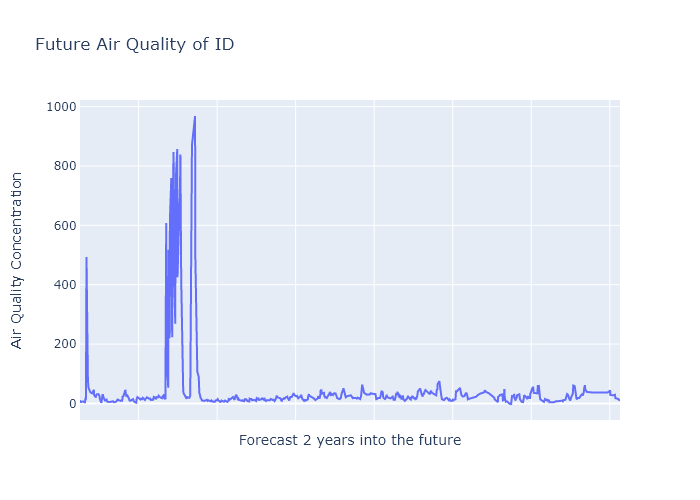 Future Air Quality of ID
1000
800
600
400
200
0
Air Quality Concentration
Forecast 2 years into the future